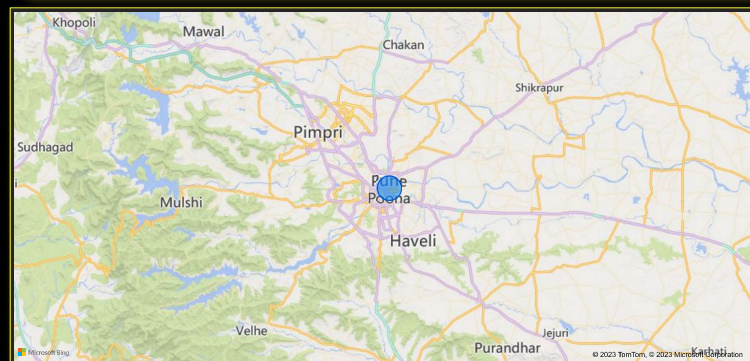 Khopoli
Mawal
Chakan
Shikrapur
Pimpri
Sudhagad
Pune
i
Mulshi
Poona
Haveli
Velhe
Jejuri
Purandhar
Karhati
Microsoft Bing
© 2023 TomTom, © 2023 Microsoft Corporation